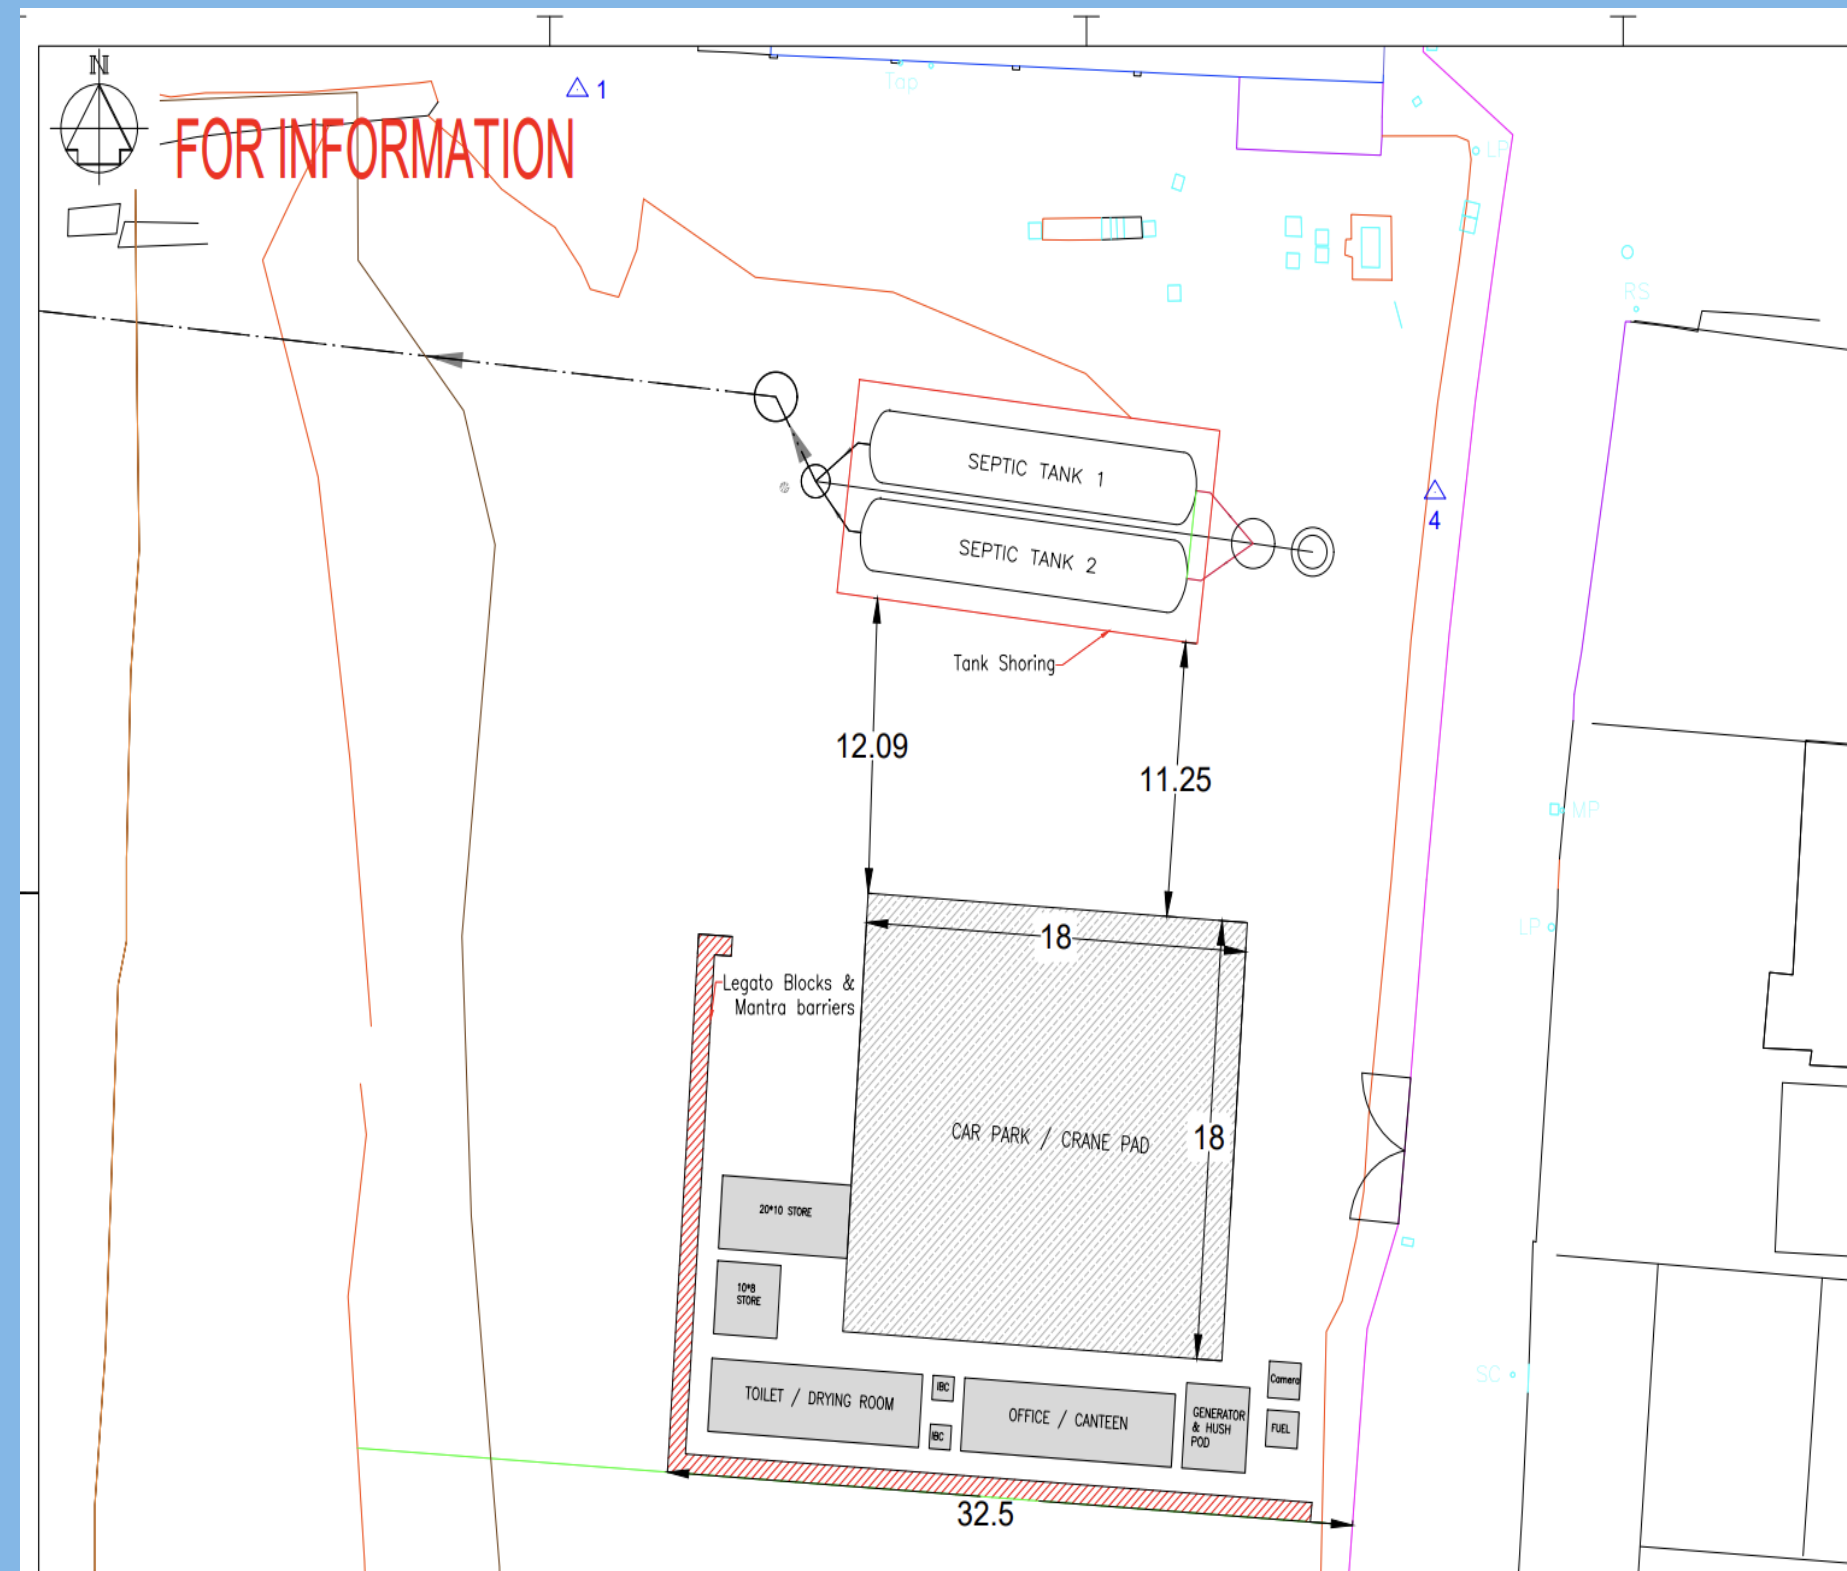 N
FOR INFORMATION
1
Tap
LP
RS
SEPTIC TANK 1
SEPTIC TANK 2
4
Tank Shoring
12.09
11.25
MP
LP
18
Legato Blocks &
Mantra barriers
CAR PARK / CRANE PAD
18
20*10 STORE
10*8
STORE
TOILET / DRYING ROOM
IBC
IBC
OFFICE / CANTEEN
GENERATOR
& HUSH
POD
Camera
FUEL
SC
32.5